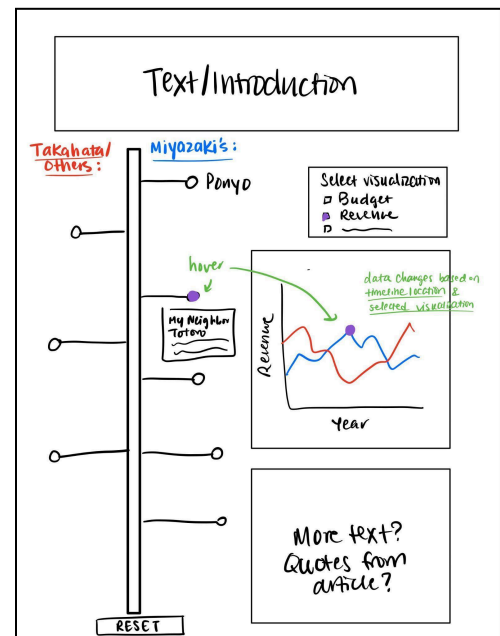 Text/Introduction
Takahata/
others:
Miyazaki's:
Ponyo
Select visualization
Budget
Revenue
hover
data changes based on
timeline location &
selected visualization
My Neighbor
Totoro
Revenue
Year
More text?
Quotes from
article?
RESET